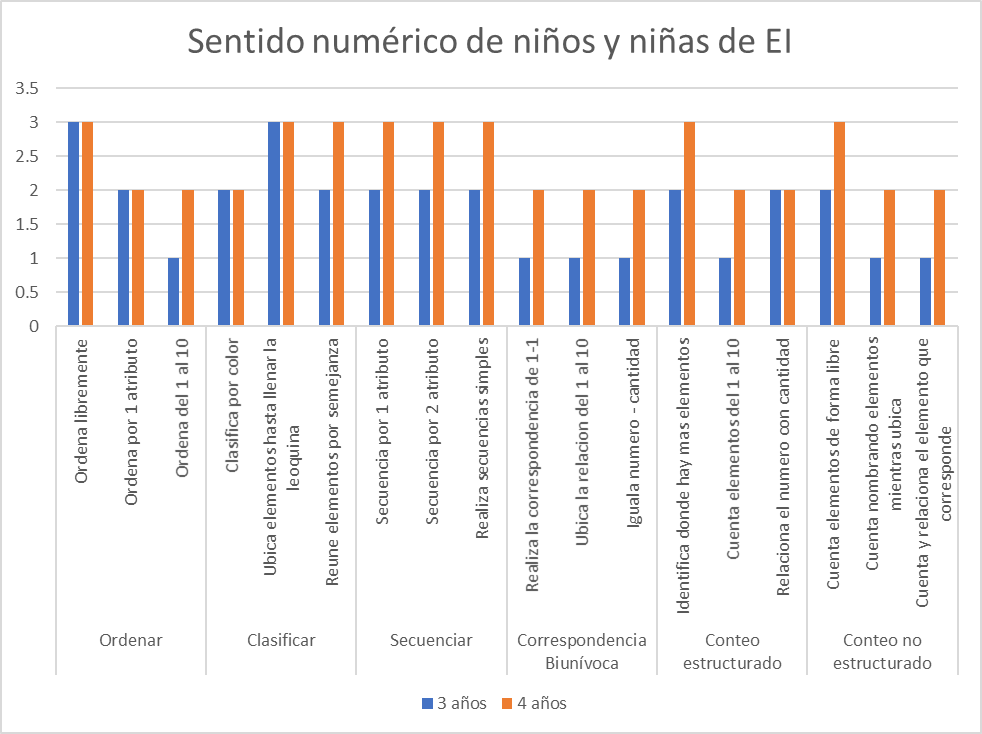 Sentido numérico de niños y niñas de EI
3.5
3
2.5
2
1.5
1
0.5
0
Ordena libremente
Ordena por 1 atributo
Ordena del 1 al 10
Clasifica por color
Ubica elementos hasta llenar la
leoquina
Reune elementos por semejanza
Secuencia por 1 atributo
Secuencia por 2 atributo
Realiza secuencias simples
Realiza la correspondencia de 1-1
Ubica la relacion del 1 al 10
Iguala numero - cantidad
Identifica donde hay mas elementos
Cuenta elementos del 1 al 10
Relaciona el numero con cantidad
Cuenta elementos de forma libre
Cuenta nombrando elementos
mientras ubica
Cuenta y relaciona el elemento que
corresponde
Ordenar
Clasificar
Secuenciar
Correspondencia
Biunívoca
Conteo
estructurado
Conteo no
estructurado
3 años
4 años